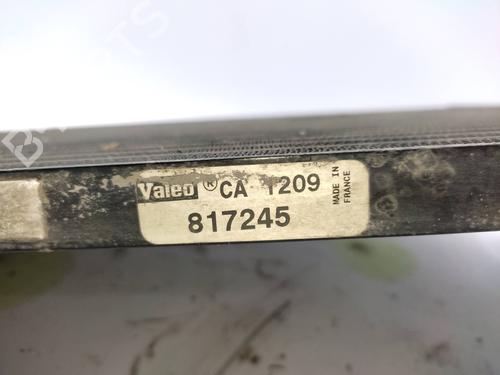 Valeo ® CA 1209
817245
MADE IN
FRANCE